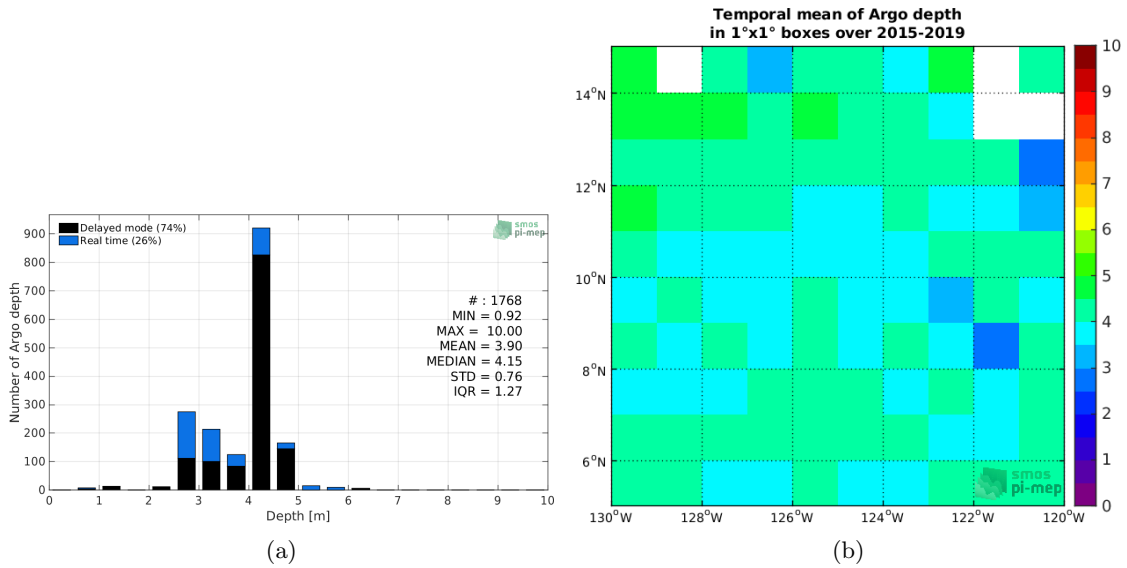 Temporal mean of Argo depth
in 1°x1° boxes over 2015-2019
Delayed mode (74%)
Real time (26%)
smos
pi-mep
# : 1768
MIN = 0.92
MAX = 10.00
MEAN = 3.90
MEDIAN = 4.15
STD = 0.76
IQR = 1.27
Number of Argo depth
900
800
700
600
500
400
300
200
100
0
0 1 2 3 4 5 6 7 8 9 10
Depth [m]
(a)
14°N
12°N
10°N
8°N
6°N
130°W 128°W 126°W 124°W 122°W 120°W
smos
pi-mep
10
9
8
7
6
5
4
3
2
1
0
(b)